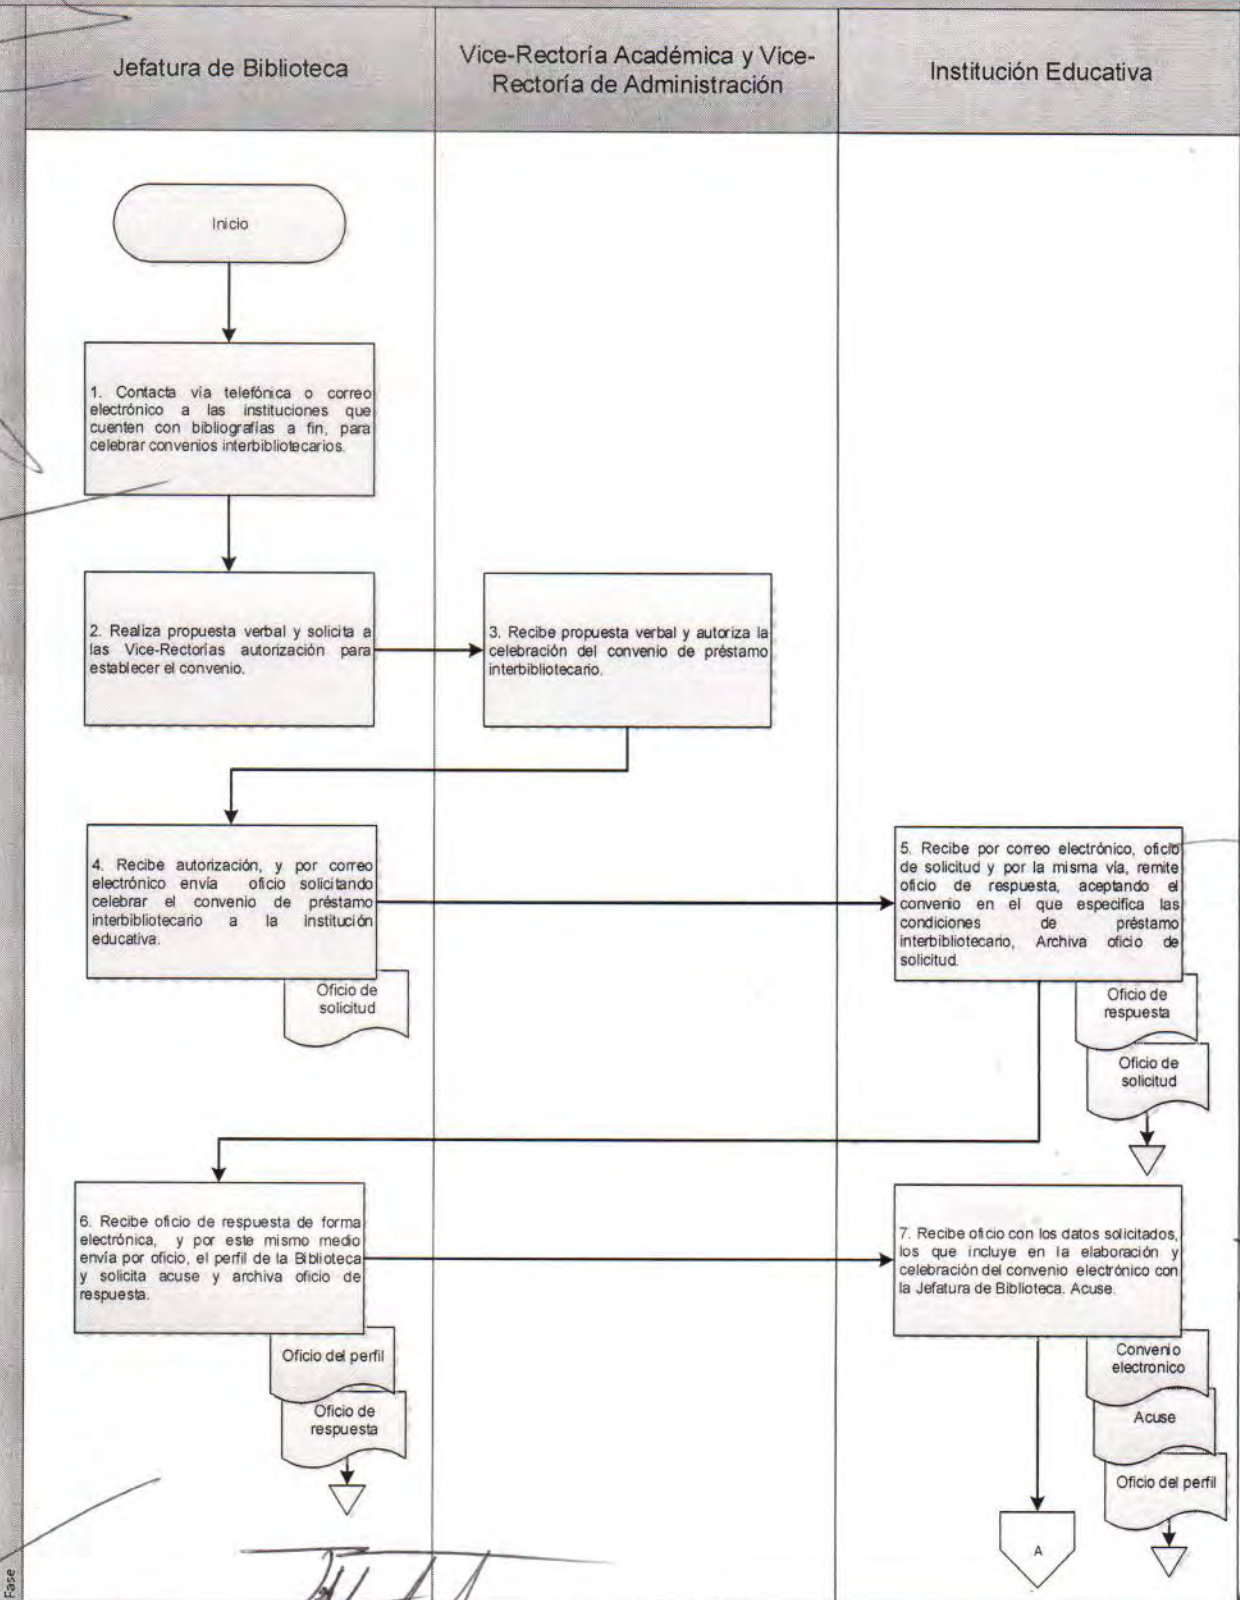 Jefatura de Biblioteca
Vice-Rectoría Académica y Vice-
Rectoría de Administración
Institución Educativa
Inicio
1. Contacta vía telefónica o correo
electrónico a las instituciones que
cuenten con bibliografías a fin, para
celebrar convenios interbibliotecarios.
2. Realiza propuesta verbal y solicita a
las Vice-Rectorías autorización para
establecer el convenio.
3. Recibe propuesta verbal y autoriza la
celebración del convenio de préstamo
interbibliotecario.
4. Recibe autorización, y por correo
electrónico envía oficio solicitando
celebrar el convenio de préstamo
interbibliotecario a la institución
educativa.
Oficio de
solicitud
5. Recibe por correo electrónico, oficio
de solicitud y por la misma vía, remite
oficio de respuesta, aceptando el
convenio en el que especifica las
condiciones de préstamo
interbibliotecario, Archiva oficio de
solicitud.
Oficio de
respuesta
Oficio de
solicitud
6. Recibe oficio de respuesta de forma
electrónica, y por este mismo medio
envía por oficio, el perfil de la Biblioteca
y solicita acuse y archiva oficio de
respuesta.
Oficio del perfil
Oficio de
respuesta
7. Recibe oficio con los datos solicitados,
los que incluye en la elaboración y
celebración del convenio electrónico con
la Jefatura de Biblioteca. Acuse.
Convenio
electronico
Acuse
Oficio del perfil
A
Fase